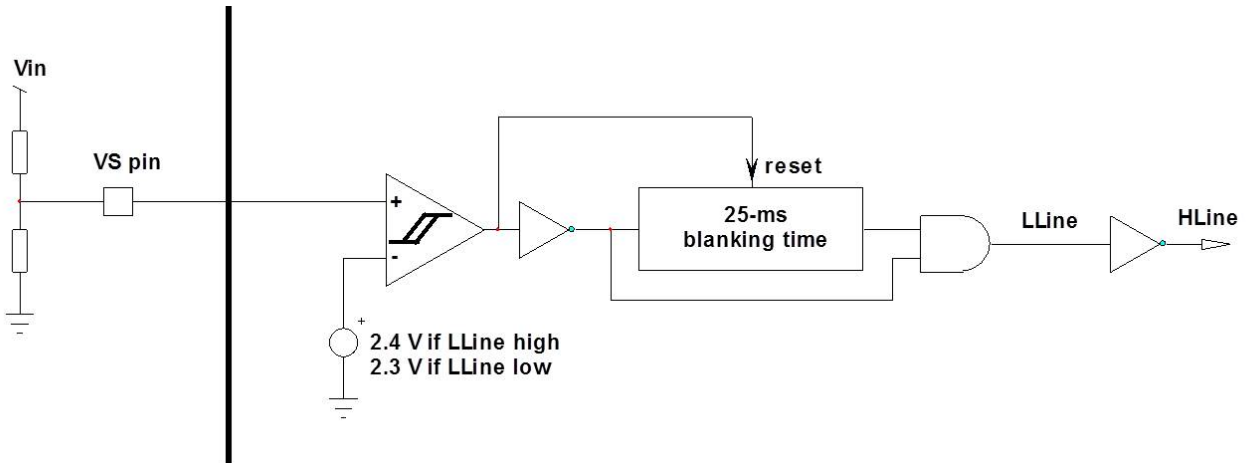 Vin
VS pin
+
-
+
2.4 V if LLine high
2.3 V if LLine low
reset
25-ms
blanking time
LLine
HLine